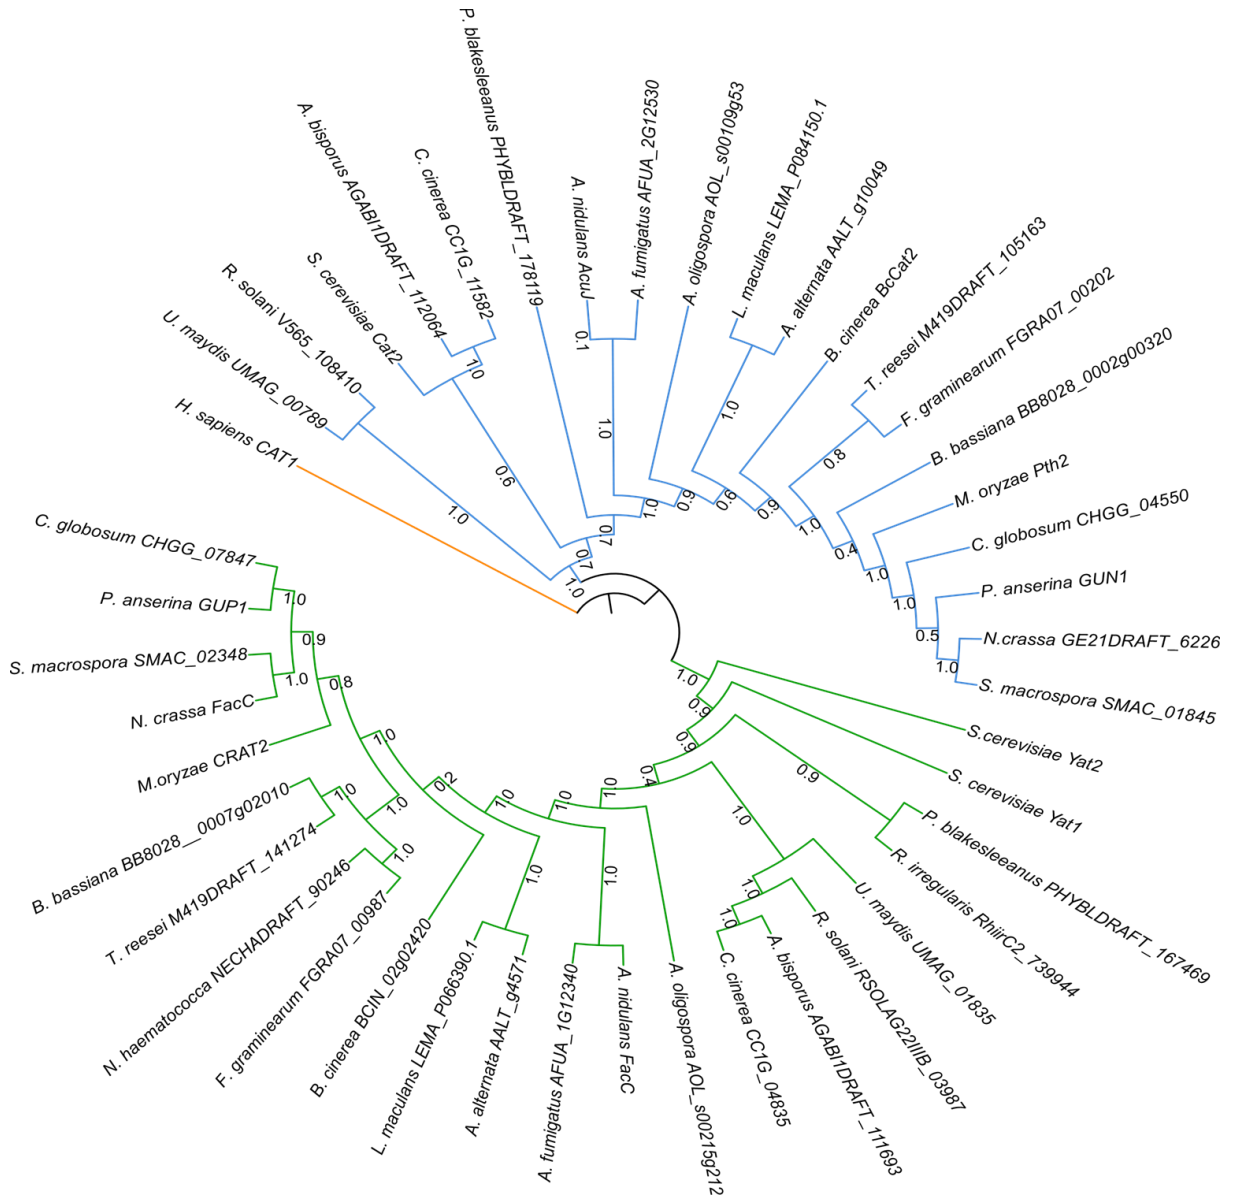 P. blakesleeanus PHYBLDRAFT_178119
A. nidulans AcuJ
A. fumigatus AFUA_2G12530
A. oligospora AOL_s00109g53
L. maculans LEMA_P084150.1
A. alternata AALT_g10049
B. cinerea BcCat2
T. reesei M419DRAFT_105163
F. graminearum FGRA07_00202
B. bassiana BB8028_0002g00320
M. oryzae Pth2
C. globosum CHGG_04550
P. anserina GUN1
N.crassa GE21DRAFT_6226
S. macrospora SMAC_01845
S.cerevisiae Yat2
S. cerevisiae Yat1
P. blakesleeanus PHYBLDRAFT_167469
R. irregularis RhiirC2_739944
U. maydis UMAG_01835
R. solani RSOLAG22IIIB_03987
A. bisporus AGABI1DRAFT_111693
C. cinerea CC1G_04835
A. oligospora AOL_s00215g212
A. nidulans FacC
A. fumigatus AFUA_1G12340
A. alternata AALT_g4571
L. maculans LEMA_P066390.1
B. cinerea BCIN_02g02420
F. graminearum FGRA07_00987
N. haematococca NECHADRAFT_90246
T. reesei M419DRAFT_141274
B. bassiana BB8028__0007g02010
M.oryzae CRAT2
N. crassa FacC
S. macrospora SMAC_02348
P. anserina GUP1
C. globosum CHGG_07847
H. sapiens CAT1
U. maydis UMAG_00789
R. solani V565_108410
S. cerevisiae Cat2
A. bisporus AGABI1DRAFT_112064
C. cinerea CC1G_11582
1.0
0.6
1.0
0.1
1.0
1.0
0.8
1.0
0.7
0.7
1.0
0.9
0.6
0.9
1.0
0.4
1.0
1.0
0.5
1.0
1.0
0.9
0.9
0.9
0.4
1.0
1.0
1.0
1.0
1.0
1.0
1.0
1.0
0.2
1.0
1.0
1.0
1.0
0.8
0.9
1.0
1.0